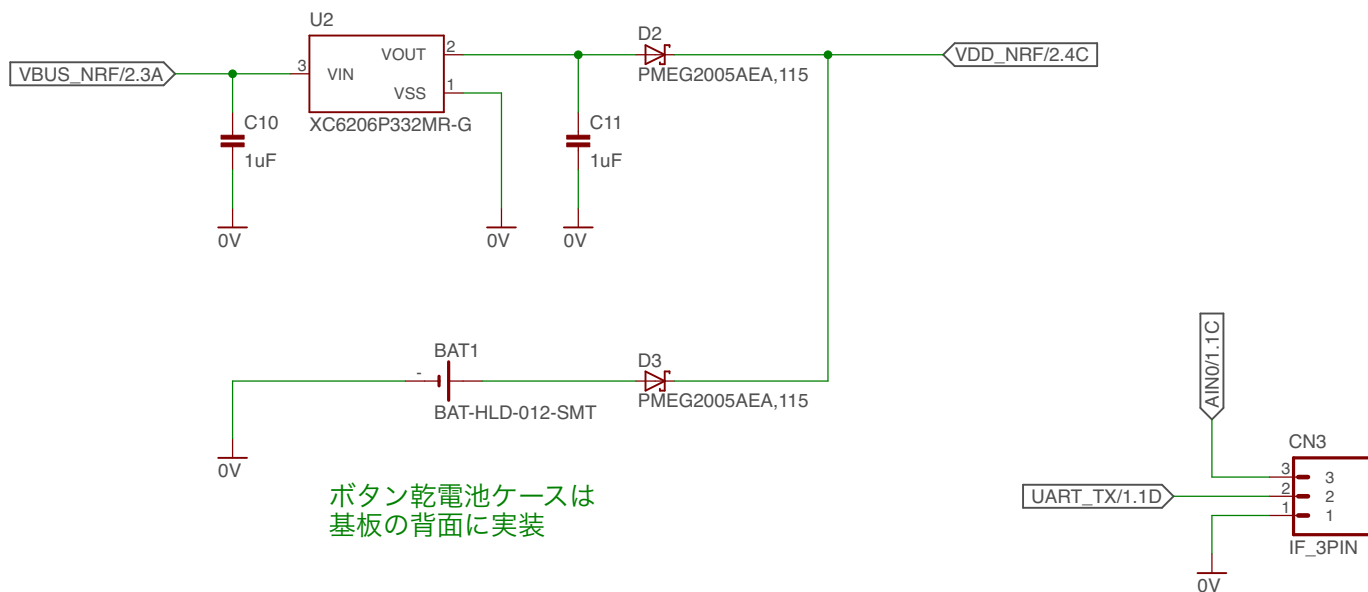 U2
D2
VOUT
2
VBUS_NRF/2.3A
3
VIN
VDD_NRF/2.4C
PMEG2005AEA,115
VSS
1
C10
XC6206P332MR-G
C11
1uF
1uF
0V
0V
0V
BAT1
D3
-
PMEG2005AEA,115
BAT-HLD-012-SMT
AIN0/1.1C
0V
CN3
3
3
ボタン乾電池ケースは
UART_TX/1.1D
2
2
基板の背面に実装
1
1
IF_3PIN
0V